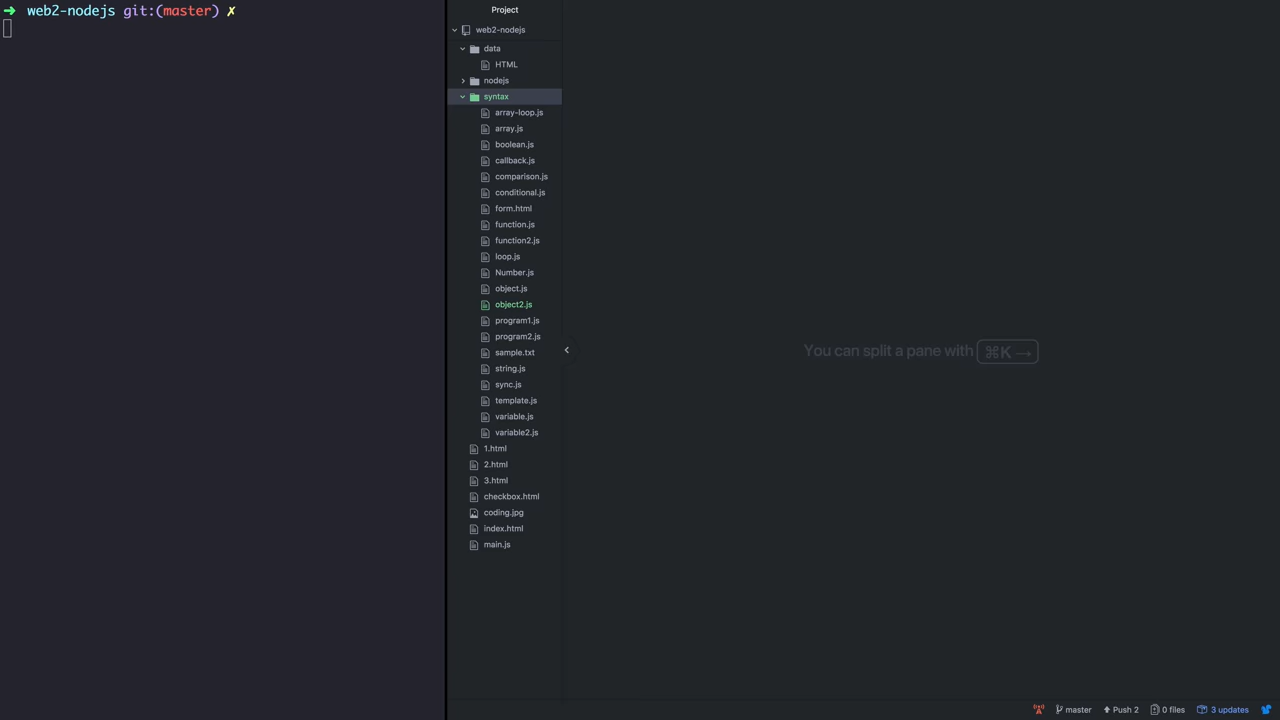 ➜ web2-nodejs git:(master) ✗
Project
web2-nodejs
data
HTML
nodejs
syntax
array-loop.js
array.js
boolean.js
callback.js
comparison.js
conditional.js
form.html
function.js
function2.js
loop.js
Number.js
object.js
object2.js
program1.js
program2.js
sample.txt
string.js
sync.js
template.js
variable.js
variable2.js
1.html
2.html
3.html
checkbox.html
coding.jpg
index.html
main.js
You can split a pane with ⌘K →
master Push 2 0 files 3 updates